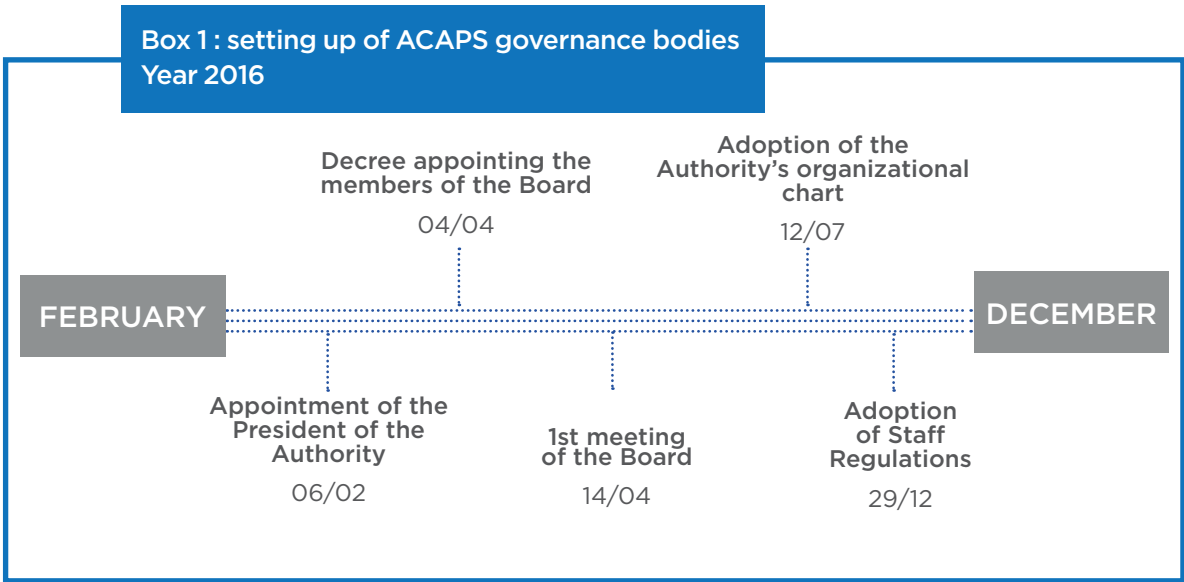 Box 1 : setting up of ACAPS governance bodies
Year 2016
Decree appointing the
members of the Board
04/04
Adoption of the
Authority's organizational
chart
12/07
FEBRUARY
DECEMBER
Appointment of the
President of the
Authority
06/02
1st meeting
of the Board
14/04
Adoption
of Staff
Regulations
29/12